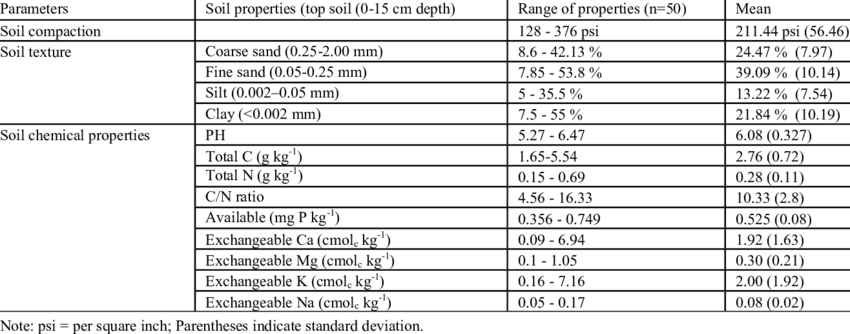 Parameters Soil properties (top soil (0-15 cm depth) Range of properties (n=50) Mean
Soil compaction 128 - 376 psi 211.44 psi (56.46)
Soil texture Coarse sand (0.25-2.00 mm) 8.6 - 42.13 % 24.47 % (7.97)
Fine sand (0.05-0.25 mm) 7.85 - 53.8 % 39.09 % (10.14)
Silt (0.002–0.05 mm) 5 - 35.5 % 13.22 % (7.54)
Clay (<0.002 mm) 7.5 - 55 % 21.84 % (10.19)
Soil chemical properties PH 5.27 - 6.47 6.08 (0.327)
Total C (g kg⁻¹) 1.65-5.54 2.76 (0.72)
Total N (g kg⁻¹) 0.15 - 0.69 0.28 (0.11)
C/N ratio 4.56 - 16.33 10.33 (2.8)
Available (mg P kg⁻¹) 0.356 - 0.749 0.525 (0.08)
Exchangeable Ca (cmol꜀ kg⁻¹) 0.09 - 6.94 1.92 (1.63)
Exchangeable Mg (cmol꜀ kg⁻¹) 0.1 - 1.05 0.30 (0.21)
Exchangeable K (cmol꜀ kg⁻¹) 0.16 - 7.16 2.00 (1.92)
Exchangeable Na (cmol꜀ kg⁻¹) 0.05 - 0.17 0.08 (0.02)
Note: psi = per square inch; Parentheses indicate standard deviation.